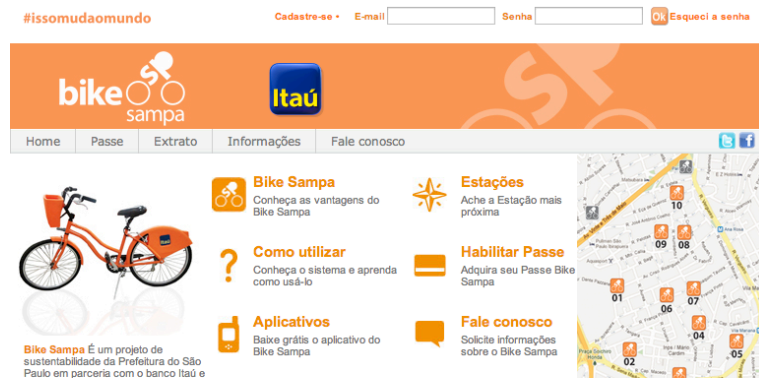 #issomudaomundo
Cadastre-se • E-mail Senha Ok Esqueci a senha
bike sp
sampa
Itaú
Home Passe Extrato Informações Fale conosco
Bike Sampa
Conheça as vantagens do
Bike Sampa
Estações
Ache a Estação mais
próxima
Como utilizar
Conheça o sistema e aprenda
como usá-lo
Habilitar Passe
Adquira seu Passe Bike
Sampa
Aplicativos
Baixe grátis o aplicativo do
Bike Sampa
Fale conosco
Solicite informações
sobre o Bike Sampa
Bike Sampa É um projeto de
sustentabilidade da Prefeitura do São
Paulo em parceria com o banco Itaú e
10
09 08
01 06 07
04
02 05